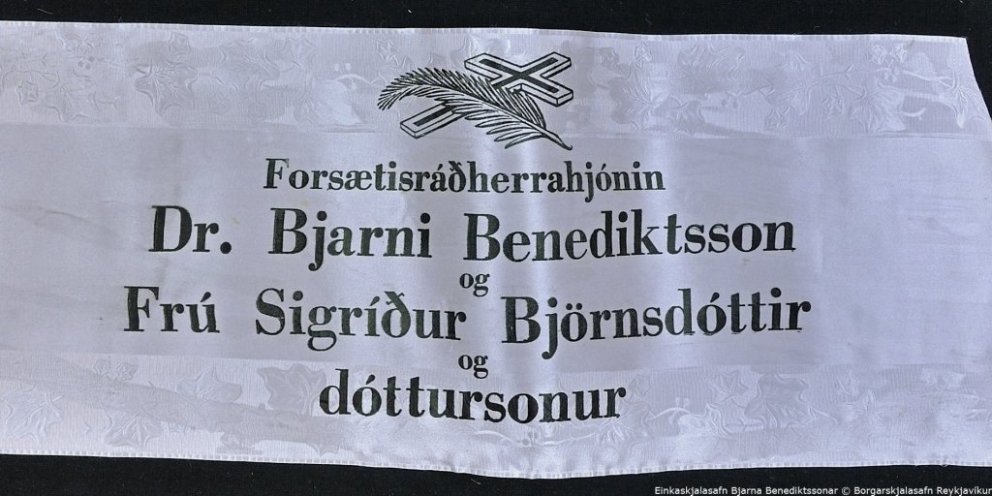 Forsætisráðherrahjónin
Dr. Bjarni Benediktsson
og
Frú Sigríður Björnsdóttir
og
dóttursonur
Einkaskjalasafn Bjarna Benediktssonar © Borgarskjalasafn Reykjavíkur